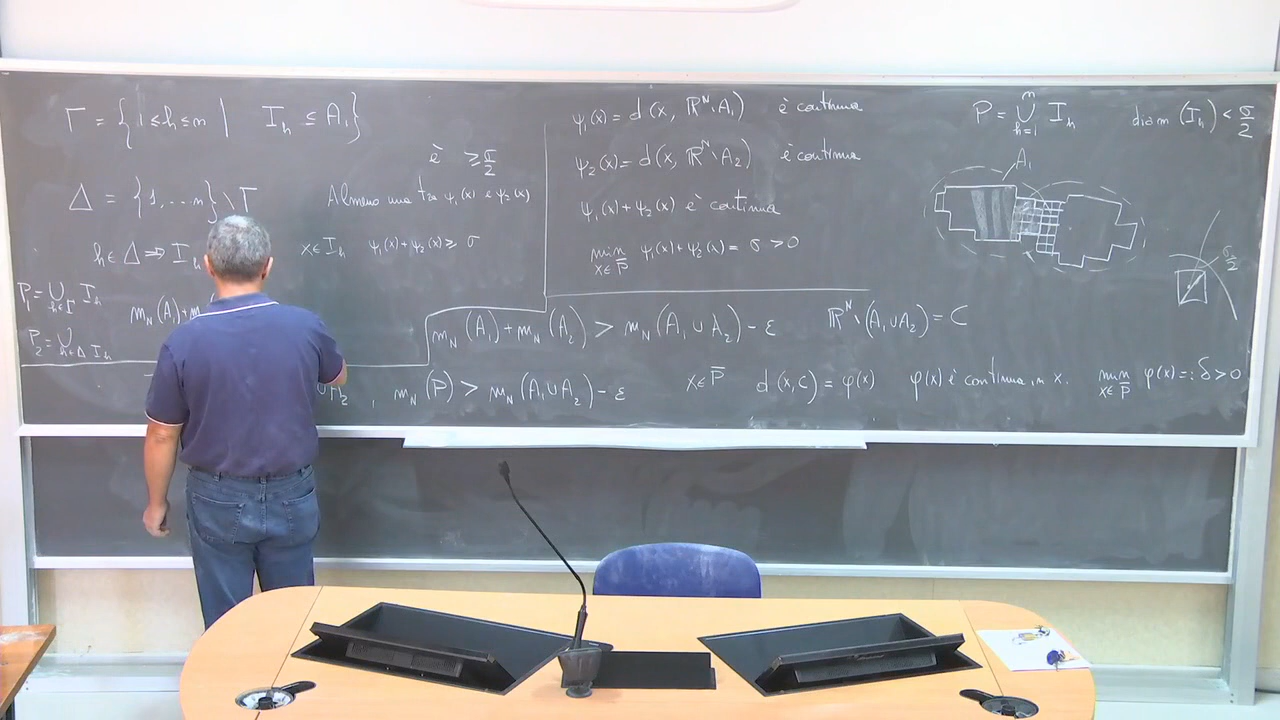 Γ = { 1 ≤ h ≤ n | I_h ⊆ A_1 }
Δ = {1, ... n} \ Γ
h ∈ Δ ⇒ I_h
P_1 = ∪_{h∈Γ} I_h
m_N(A_1) + m
P_2 = ∪_{h∈Δ} I_h
è ≥ σ/2
Almeno una tra ψ_1(x) e ψ_2(x)
x ∈ I_h ψ_1(x) + ψ_2(x) ≥ σ
ψ_1(x) = d(x, ℝ^N \ A_1) è continua
ψ_2(x) = d(x, ℝ^N \ A_2) è continua
ψ_1(x) + ψ_2(x) è continua
min_{x∈P̅} ψ_1(x) + ψ_2(x) = σ > 0
P = ∪_{h=1}^{n} I_h diam (I_h) < σ/2
A_1
σ/2
m_N(A_1) + m_N(A_2) > m_N(A_1 ∪ A_2) - ε ℝ^N \ (A_1 ∪ A_2) = C
∪A_2 , m_N(P) > m_N(A_1 ∪ A_2) - ε x ∈ P̅ d(x, C) = φ(x) φ(x) è continua in x. min_{x∈P̅} φ(x) =: δ > 0